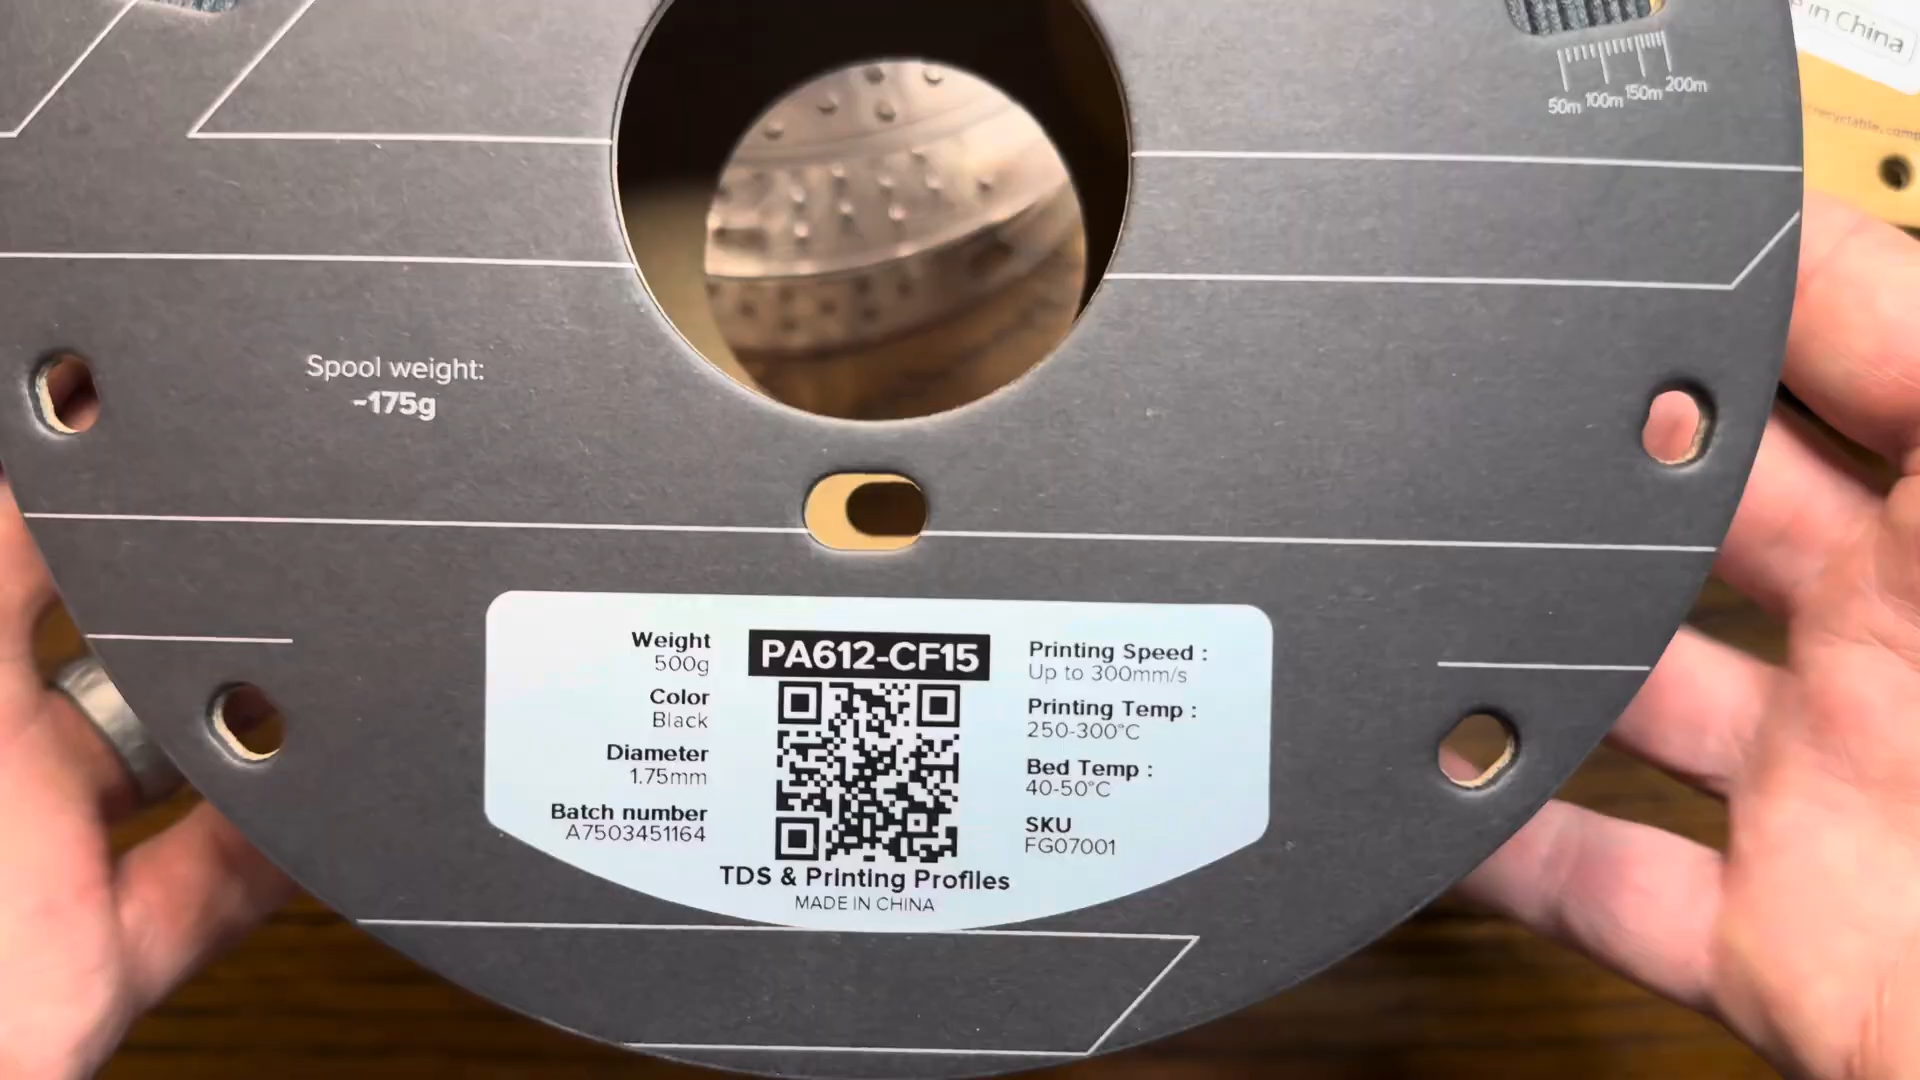 in China
50m 100m 150m 200m
recyclable,
Spool weight:
~175g
Weight
500g
Color
Black
Diameter
1.75mm
Batch number
A7503451164
PA612-CF15
TDS & Printing Profiles
MADE IN CHINA
Printing Speed :
Up to 300mm/s
Printing Temp :
250-300°C
Bed Temp :
40-50°C
SKU
FG07001